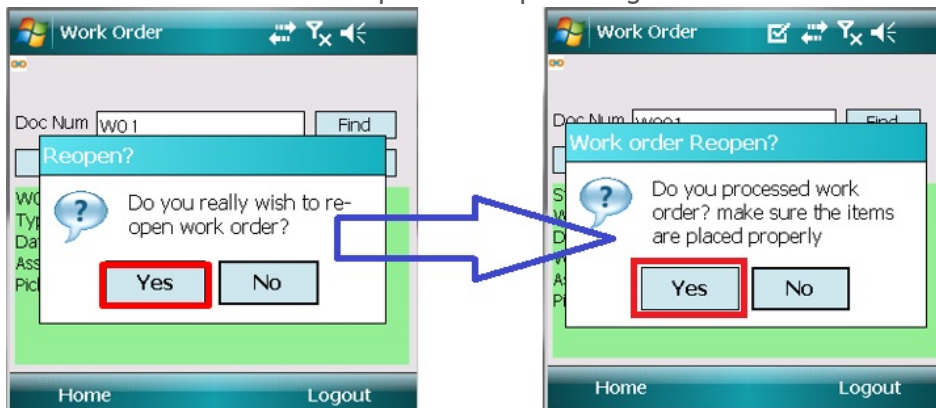 Work Order
Doc Num WO1
Find
Reopen?
Do you really wish to re-
open work order?
Yes
No
Home
Logout
Work Order
Doc Num
Find
Work order Reopen?
Do you processed work
order? make sure the items
are placed properly
Yes
No
Home
Logout